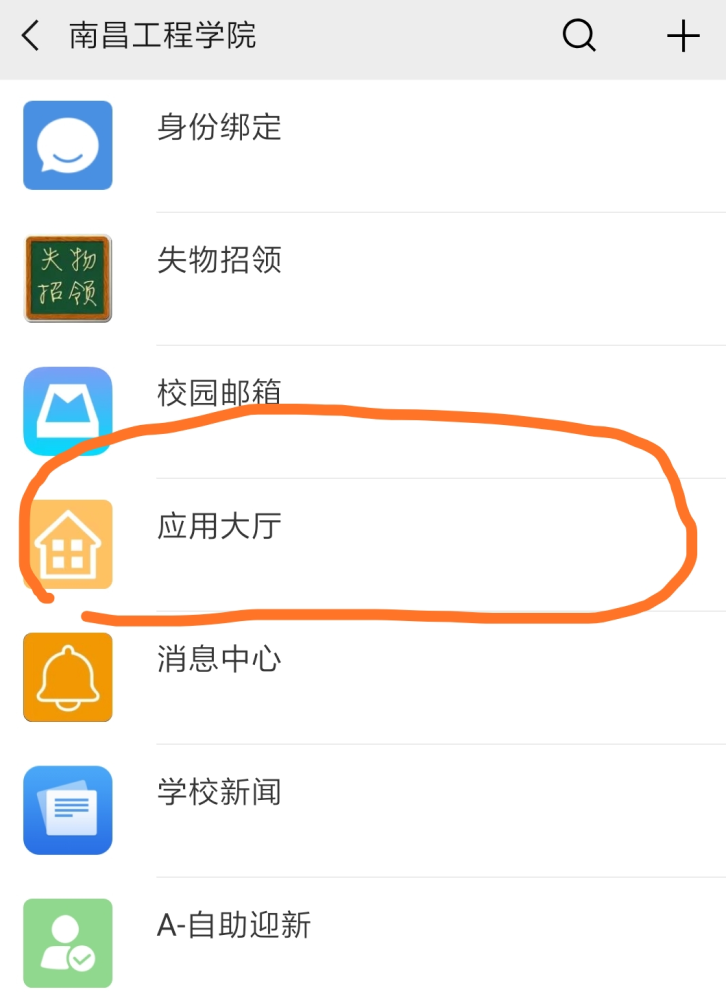 南昌工程学院
身份绑定
失物
招领
失物招领
校园邮箱
应用大厅
消息中心
学校新闻
A-自助迎新